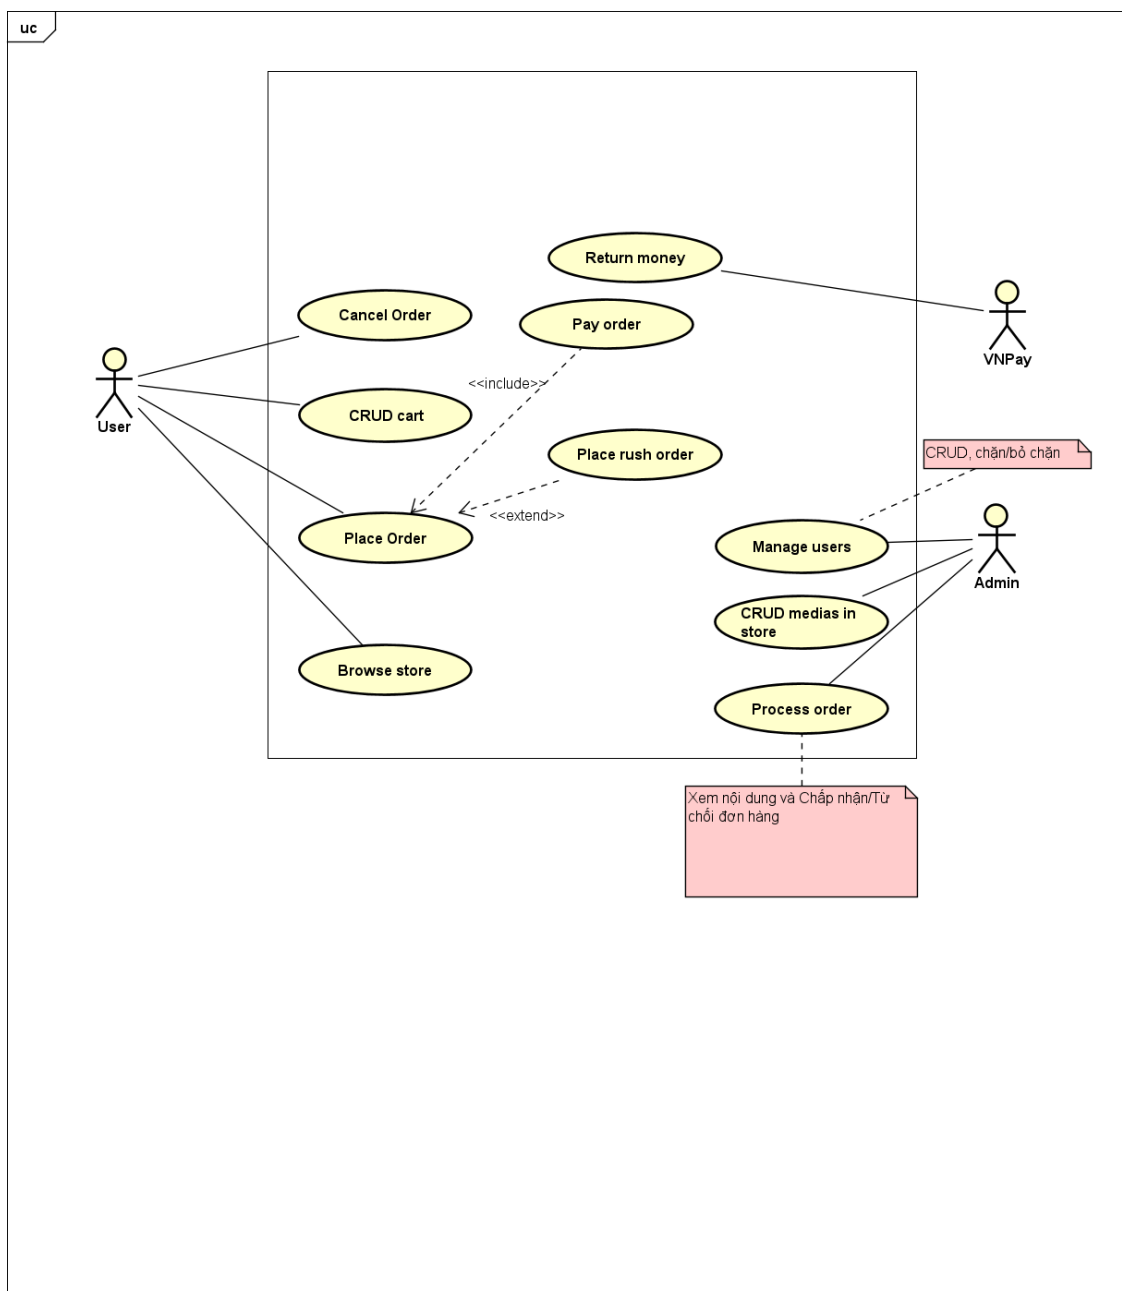 uc
Return money
Cancel Order
Pay order
VNPay
<<include>>
CRUD cart
User
Place rush order
CRUD, chặn/bỏ chặn
<<extend>>
Place Order
Manage users
Admin
CRUD medias in
store
Browse store
Process order
Xem nội dung và Chấp nhận/Từ
chối đơn hàng